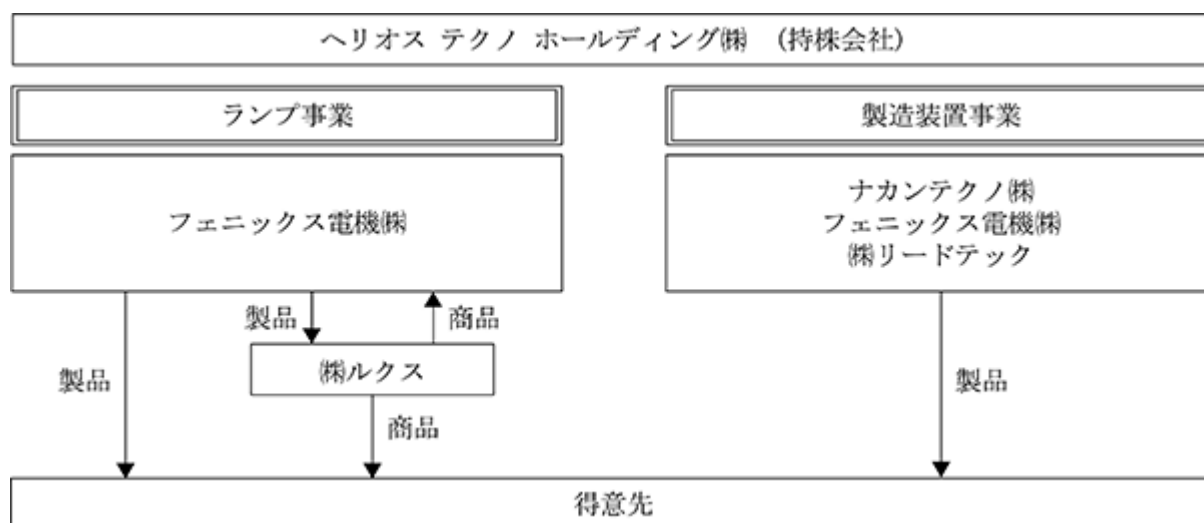 ヘリオス テクノ ホールディング㈱ （持株会社）
ランプ事業
製造装置事業
フェニックス電機㈱
ナカンテクノ㈱
フェニックス電機㈱
㈱リードテック
製品
商品
㈱ルクス
製品
製品
商品
得意先